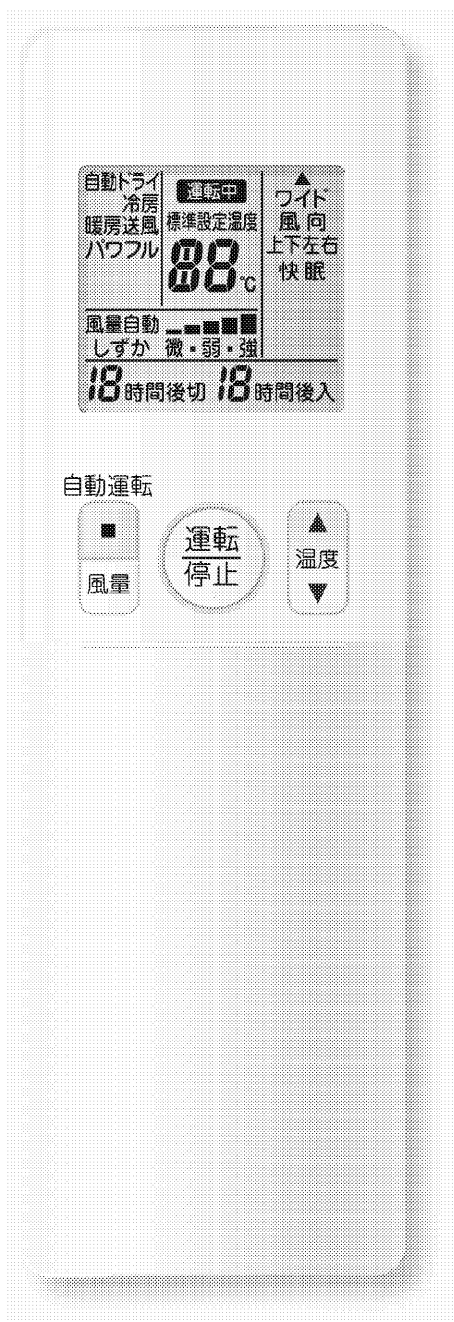 自動ドライ
冷房
暖房送風
パワフル
運転中
標準設定温度
88℃
▲
ワイド
風向
上下左右
快眠
風量自動
しずか 微・弱・強
18時間後切 18時間後入
自動運転
■
風量
運転
停止
▲
温度
▼